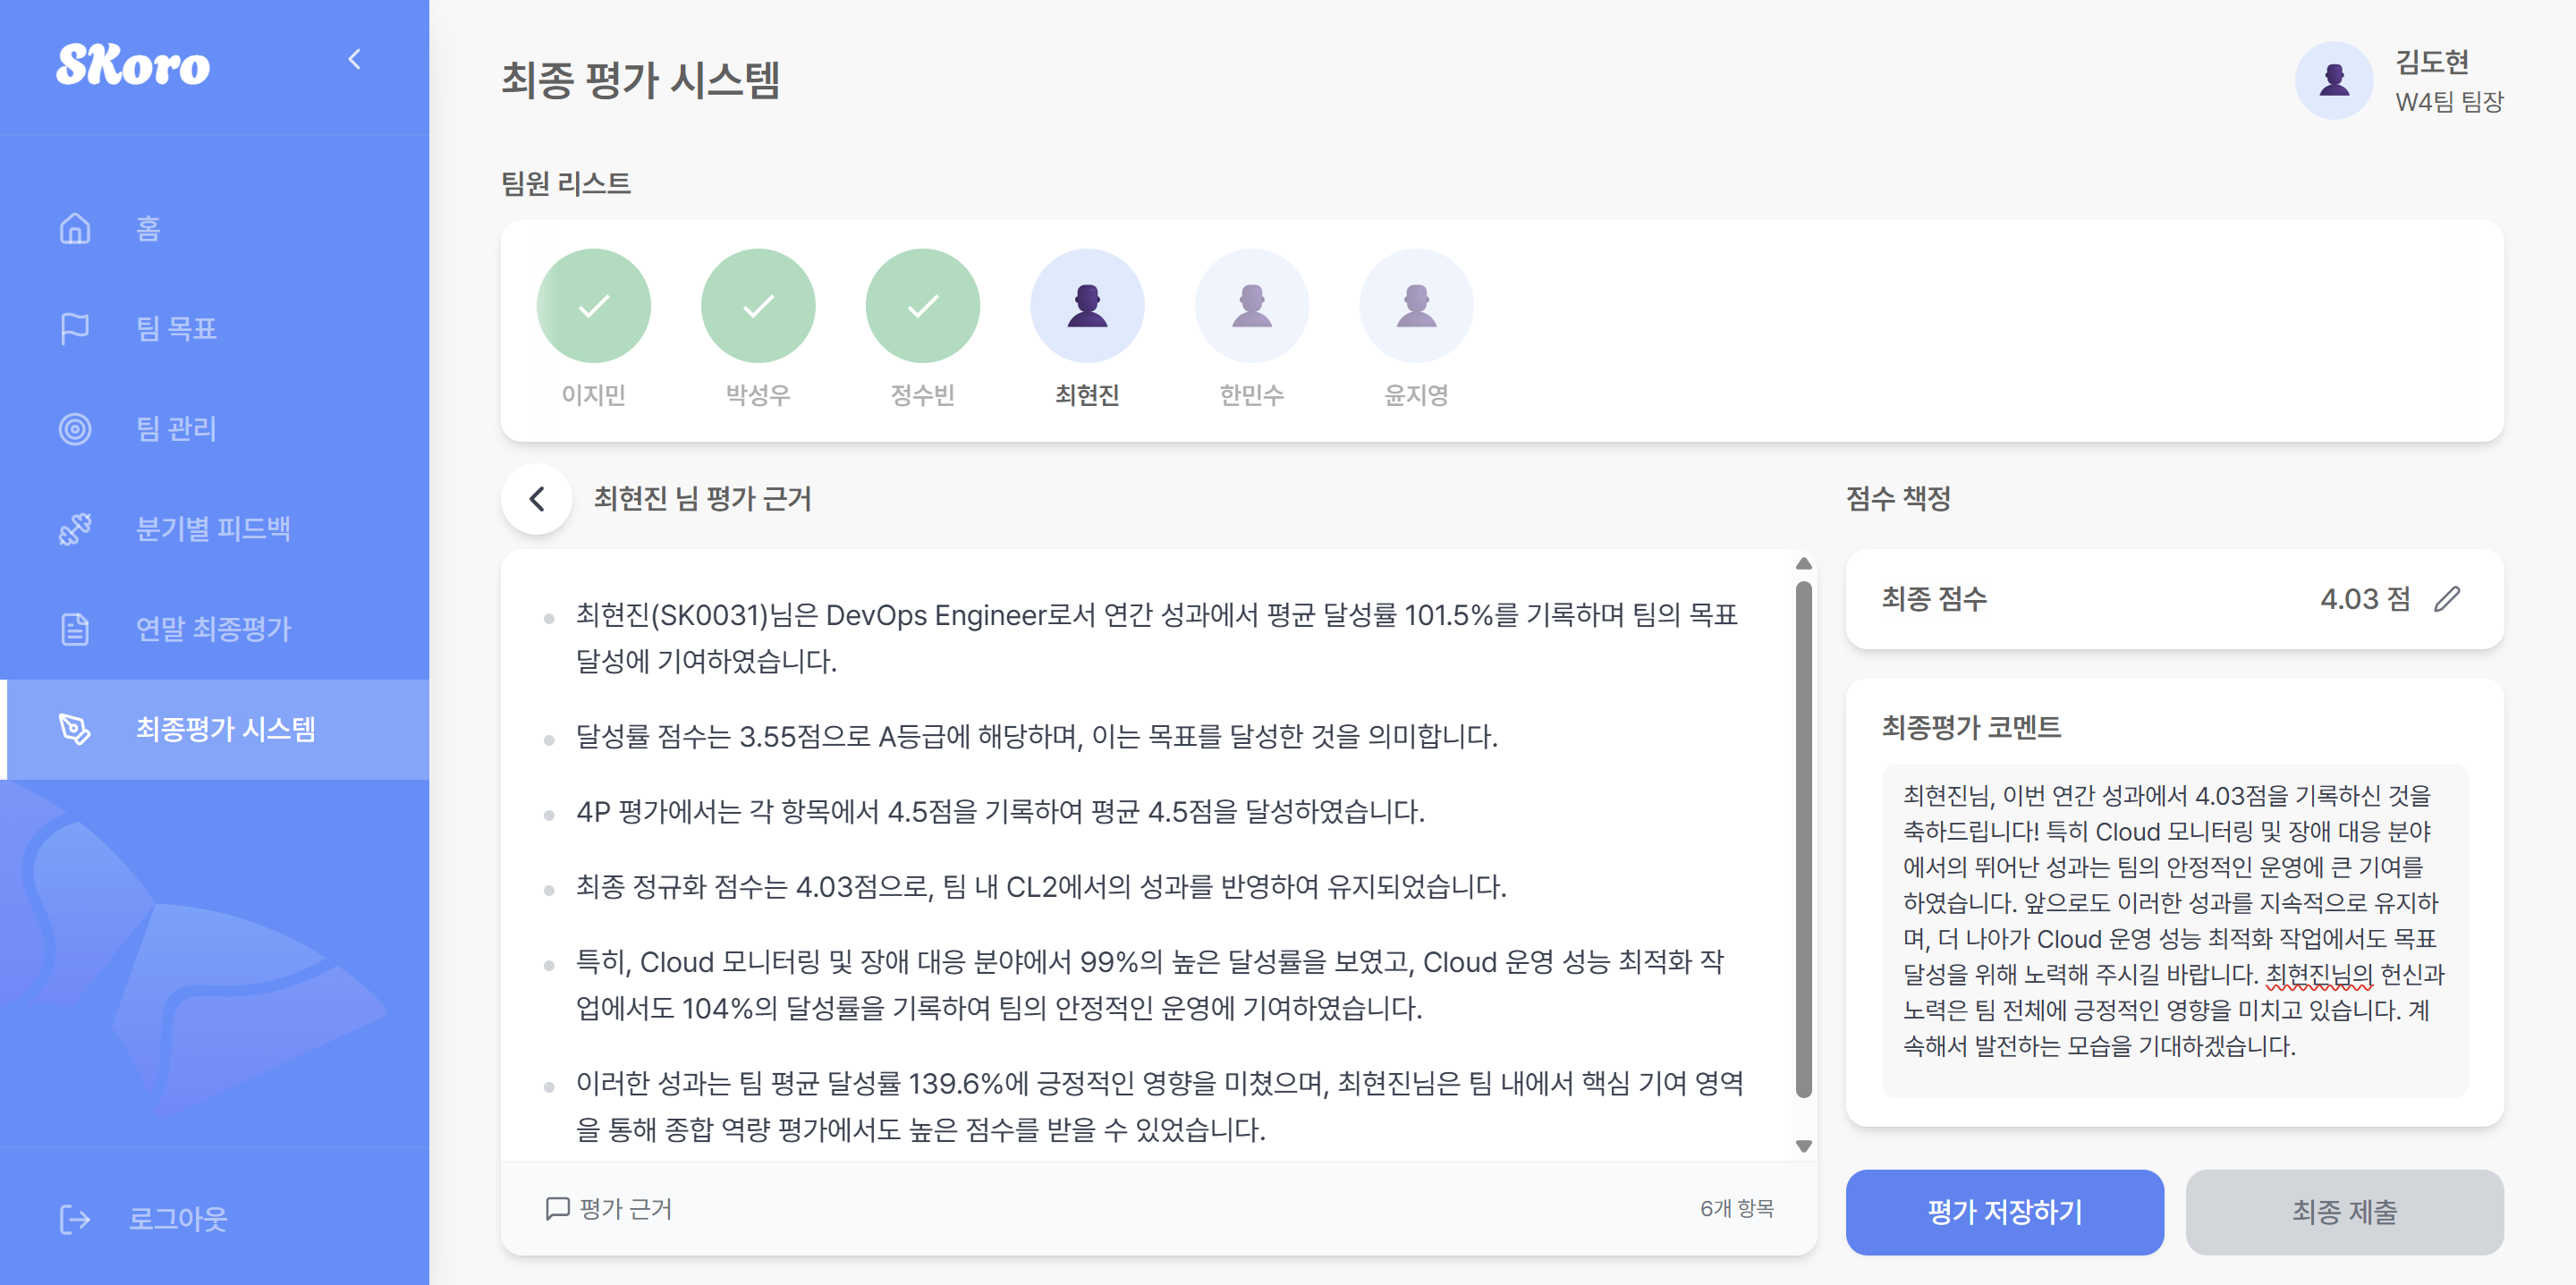 SKoro
홈
팀 목표
팀 관리
분기별 피드백
연말 최종평가
최종평가 시스템
로그아웃
최종 평가 시스템
김도현
W4팀 팀장
팀원 리스트
이지민
박성우
정수빈
최현진
한민수
윤지영
최현진 님 평가 근거
최현진(SK0031)님은 DevOps Engineer로서 연간 성과에서 평균 달성률 101.5%를 기록하며 팀의 목표
달성에 기여하였습니다.
달성률 점수는 3.55점으로 A등급에 해당하며, 이는 목표를 달성한 것을 의미합니다.
4P 평가에서는 각 항목에서 4.5점을 기록하여 평균 4.5점을 달성하였습니다.
최종 정규화 점수는 4.03점으로, 팀 내 CL2에서의 성과를 반영하여 유지되었습니다.
특히, Cloud 모니터링 및 장애 대응 분야에서 99%의 높은 달성률을 보였고, Cloud 운영 성능 최적화 작
업에서도 104%의 달성률을 기록하여 팀의 안정적인 운영에 기여하였습니다.
이러한 성과는 팀 평균 달성률 139.6%에 긍정적인 영향을 미쳤으며, 최현진님은 팀 내에서 핵심 기여 영역
을 통해 종합 역량 평가에서도 높은 점수를 받을 수 있었습니다.
평가 근거
6개 항목
점수 책정
최종 점수
4.03 점
최종평가 코멘트
최현진님, 이번 연간 성과에서 4.03점을 기록하신 것을
축하드립니다! 특히 Cloud 모니터링 및 장애 대응 분야
에서의 뛰어난 성과는 팀의 안정적인 운영에 큰 기여를
하였습니다. 앞으로도 이러한 성과를 지속적으로 유지하
며, 더 나아가 Cloud 운영 성능 최적화 작업에서도 목표
달성을 위해 노력해 주시길 바랍니다. 최현진님의 헌신과
노력은 팀 전체에 긍정적인 영향을 미치고 있습니다. 계
속해서 발전하는 모습을 기대하겠습니다.
평가 저장하기
최종 제출